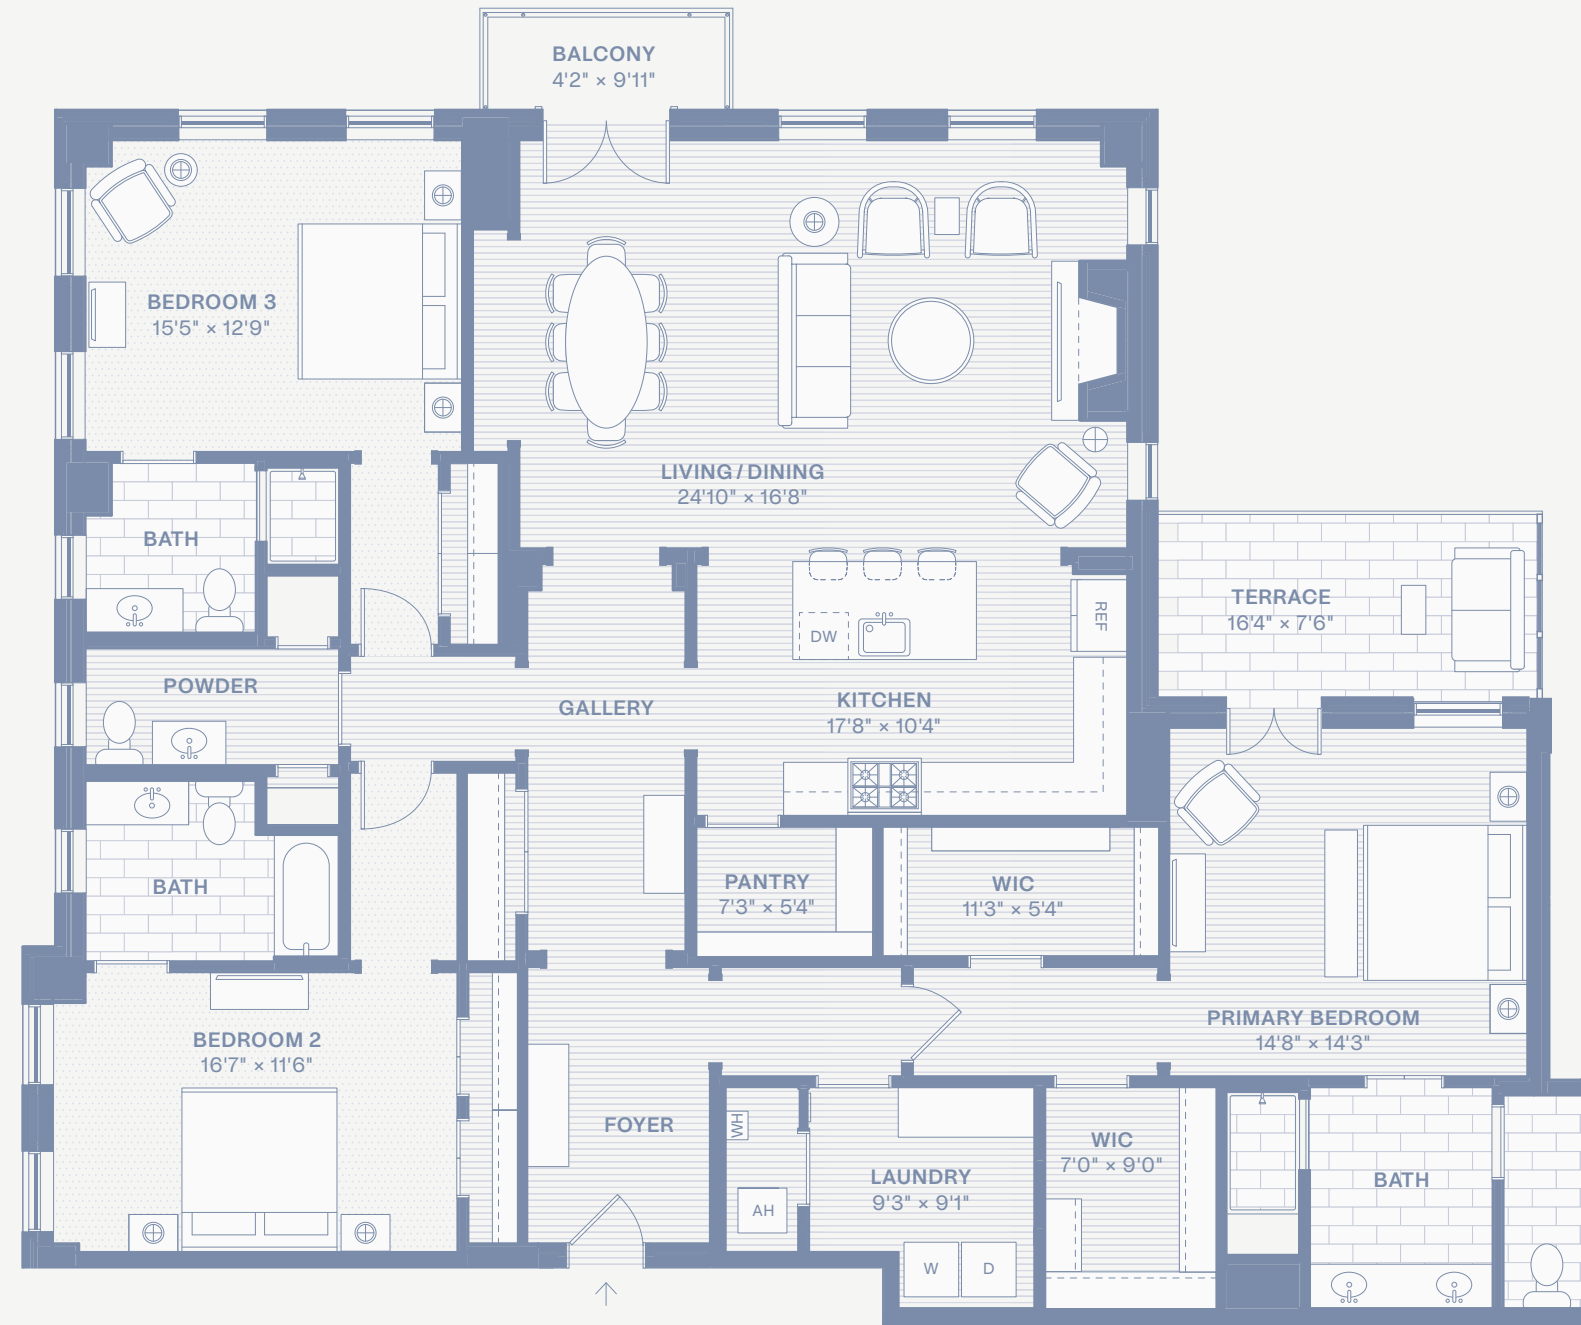 BALCONY
4'2" × 9'11"
BEDROOM 3
15'5" × 12'9"
LIVING / DINING
24'10" × 16'8"
BATH
TERRACE
16'4" × 7'6"
REF
DW
POWDER
GALLERY
KITCHEN
17'8" × 10'4"
BATH
PANTRY
7'3" × 5'4"
WIC
11'3" × 5'4"
PRIMARY BEDROOM
14'8" × 14'3"
BEDROOM 2
16'7" × 11'6"
FOYER
WH
AH
LAUNDRY
9'3" × 9'1"
W
D
WIC
7'0" × 9'0"
BATH